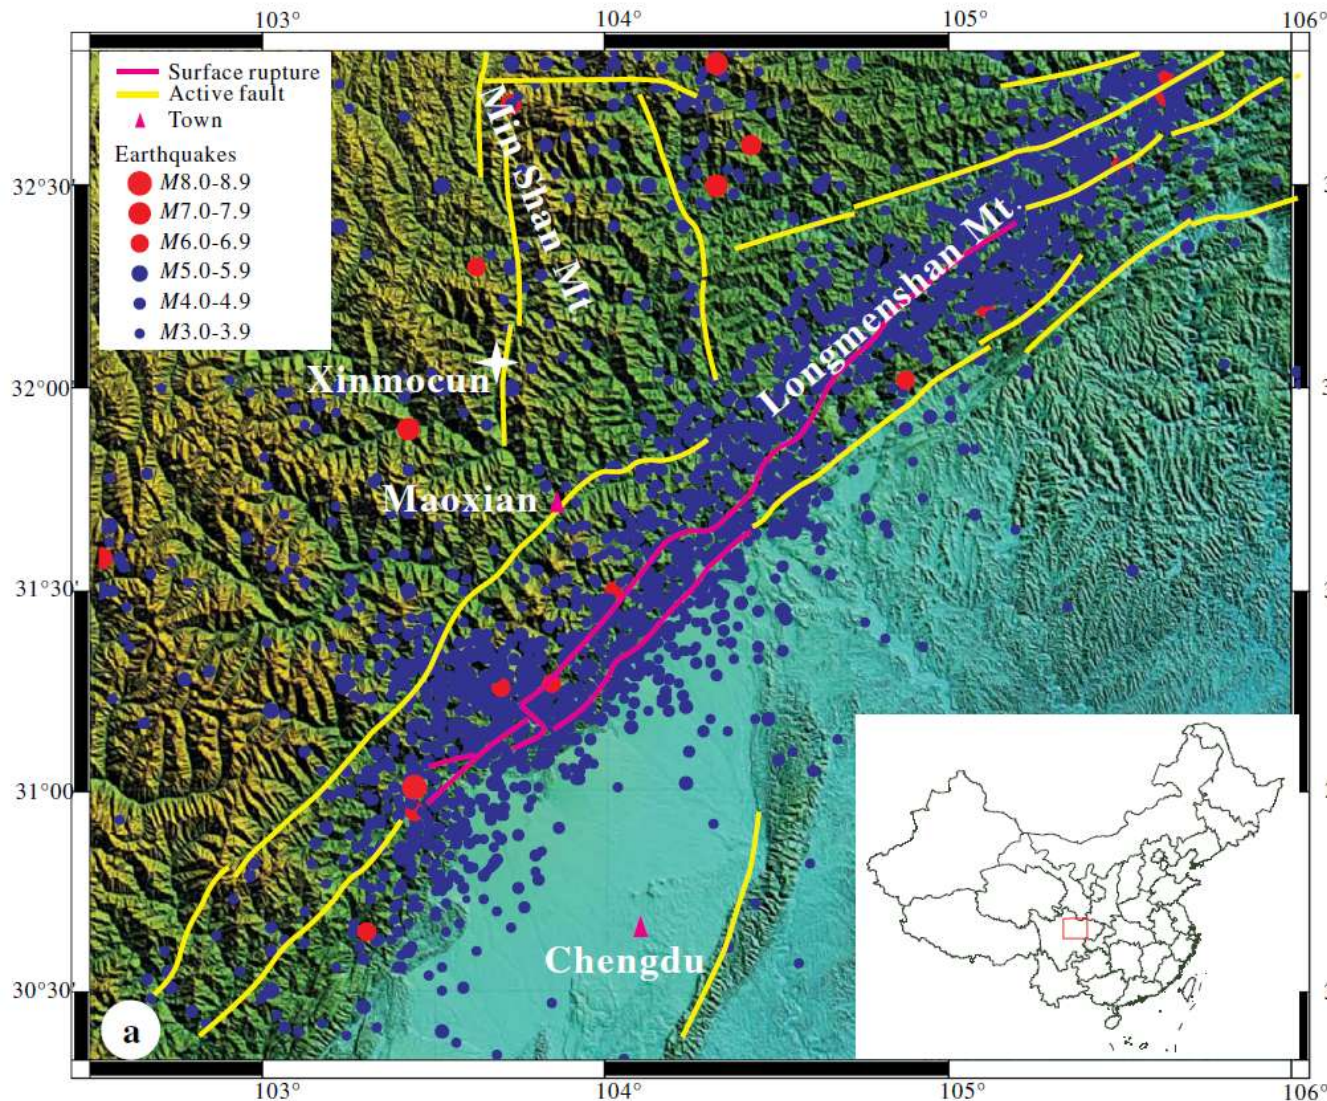 103° 104° 105° 106°
Surface rupture
Active fault
Town
Earthquakes
M8.0-8.9
M7.0-7.9
M6.0-6.9
M5.0-5.9
M4.0-4.9
M3.0-3.9
Min Shan Mt
Longmenshan Mt.
32°30'
32°00'
Xinmocun
Maoxian
31°30'
31°00'
Chengdu
30°30'
a
103° 104° 105° 106°